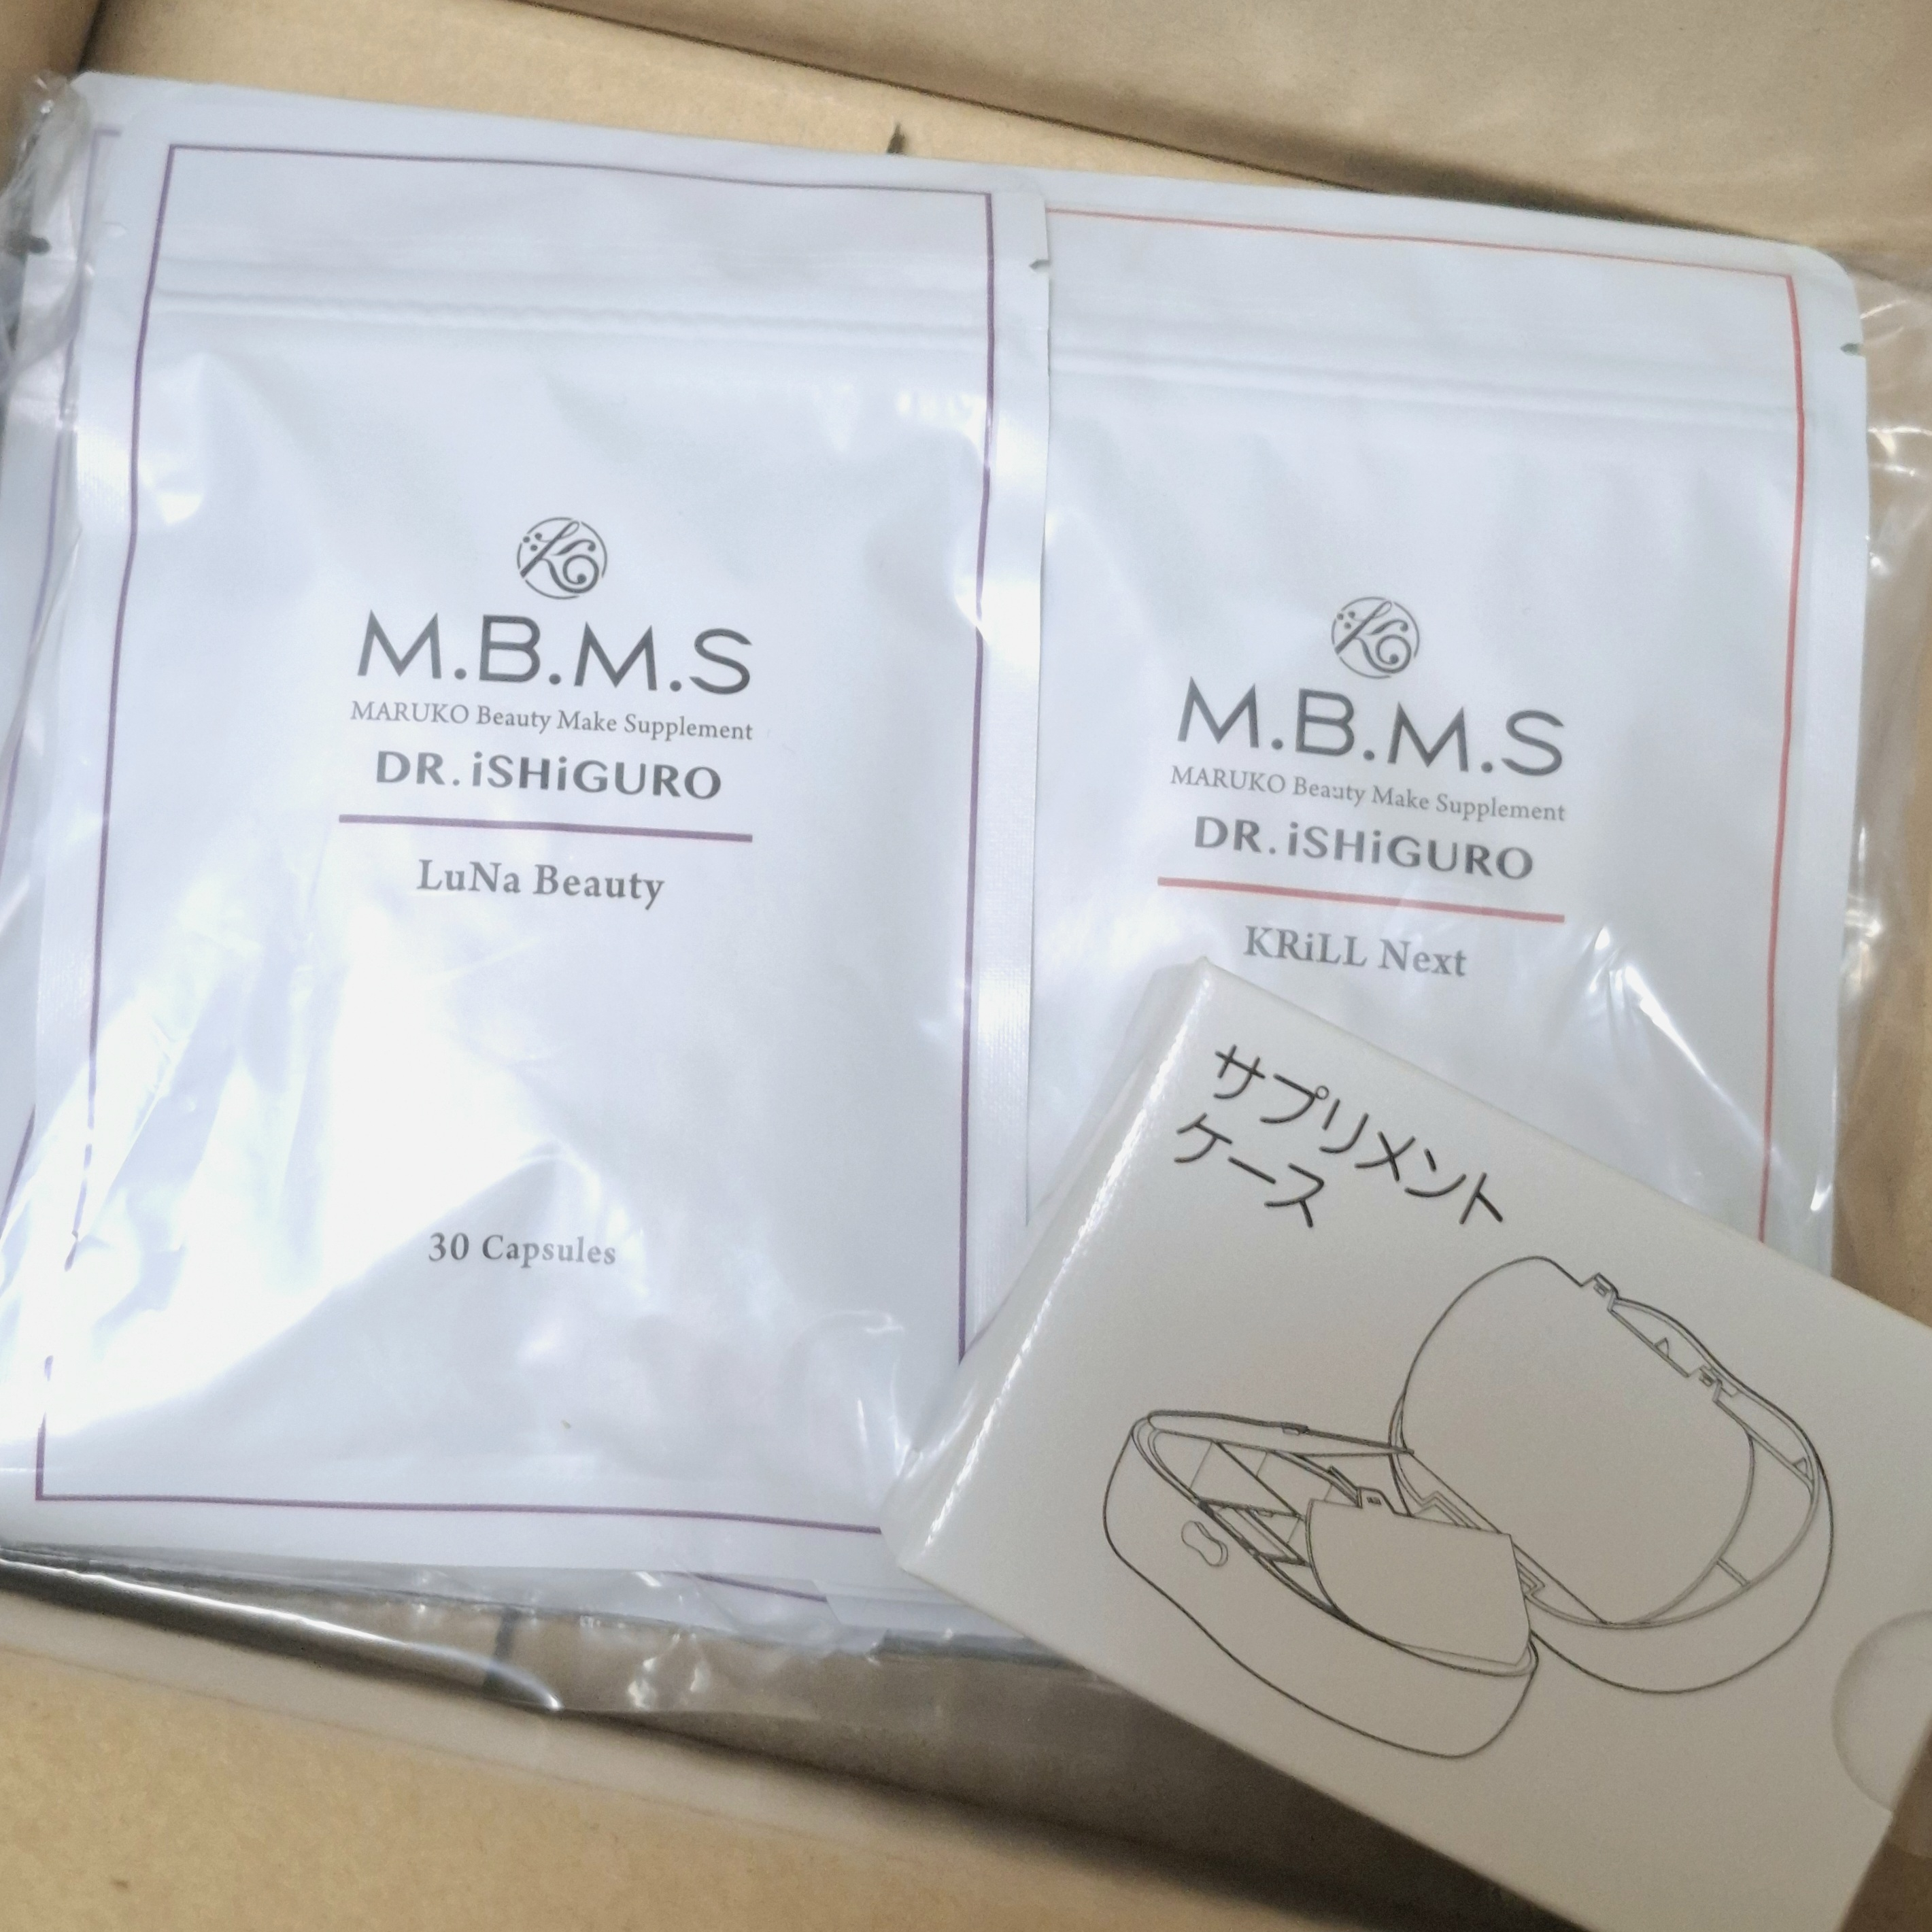 M.B.M.S
MARUKO Beauty Make Supplement
DR.iSHiGURO
LuNa Beauty
30 Capsules
M.B.M.S
MARUKO Beauty Make Supplement
DR.iSHiGURO
KRiLL Next
サプリメント
ケース